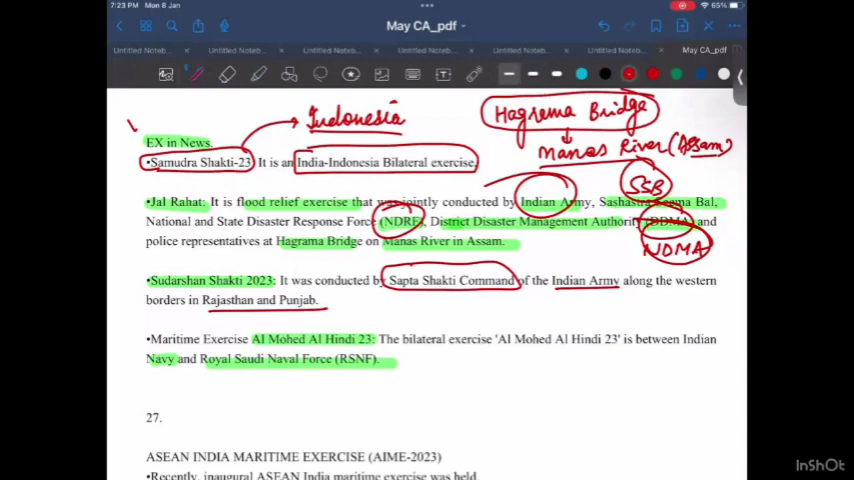 7:23 PM Mon 8 Jan
65%
May CA_pdf
Untitled Noteb...
Untitled Noteb...
Untitled Noteb...
Untitled Noteb...
Untitled Noteb...
Untitled Noteb...
May CA_pdf
Indonesia
Hagrema Bridge
Manas River (Assam)
EX in News.
•Samudra Shakti-23: It is an India-Indonesia Bilateral exercise.
SSB
•Jal Rahat: It is flood relief exercise that was jointly conducted by Indian Army, Sashastra Seema Bal,
National and State Disaster Response Force (NDRF), District Disaster Management Authority (DDMA) and
police representatives at Hagrama Bridge on Manas River in Assam.
NDMA
•Sudarshan Shakti 2023: It was conducted by Sapta Shakti Command of the Indian Army along the western
borders in Rajasthan and Punjab.
•Maritime Exercise Al Mohed Al Hindi 23: The bilateral exercise 'Al Mohed Al Hindi 23' is between Indian
Navy and Royal Saudi Naval Force (RSNF).
27.
ASEAN INDIA MARITIME EXERCISE (AIME-2023)
•Recently, inaugural ASEAN India maritime exercise was held.
InShOt